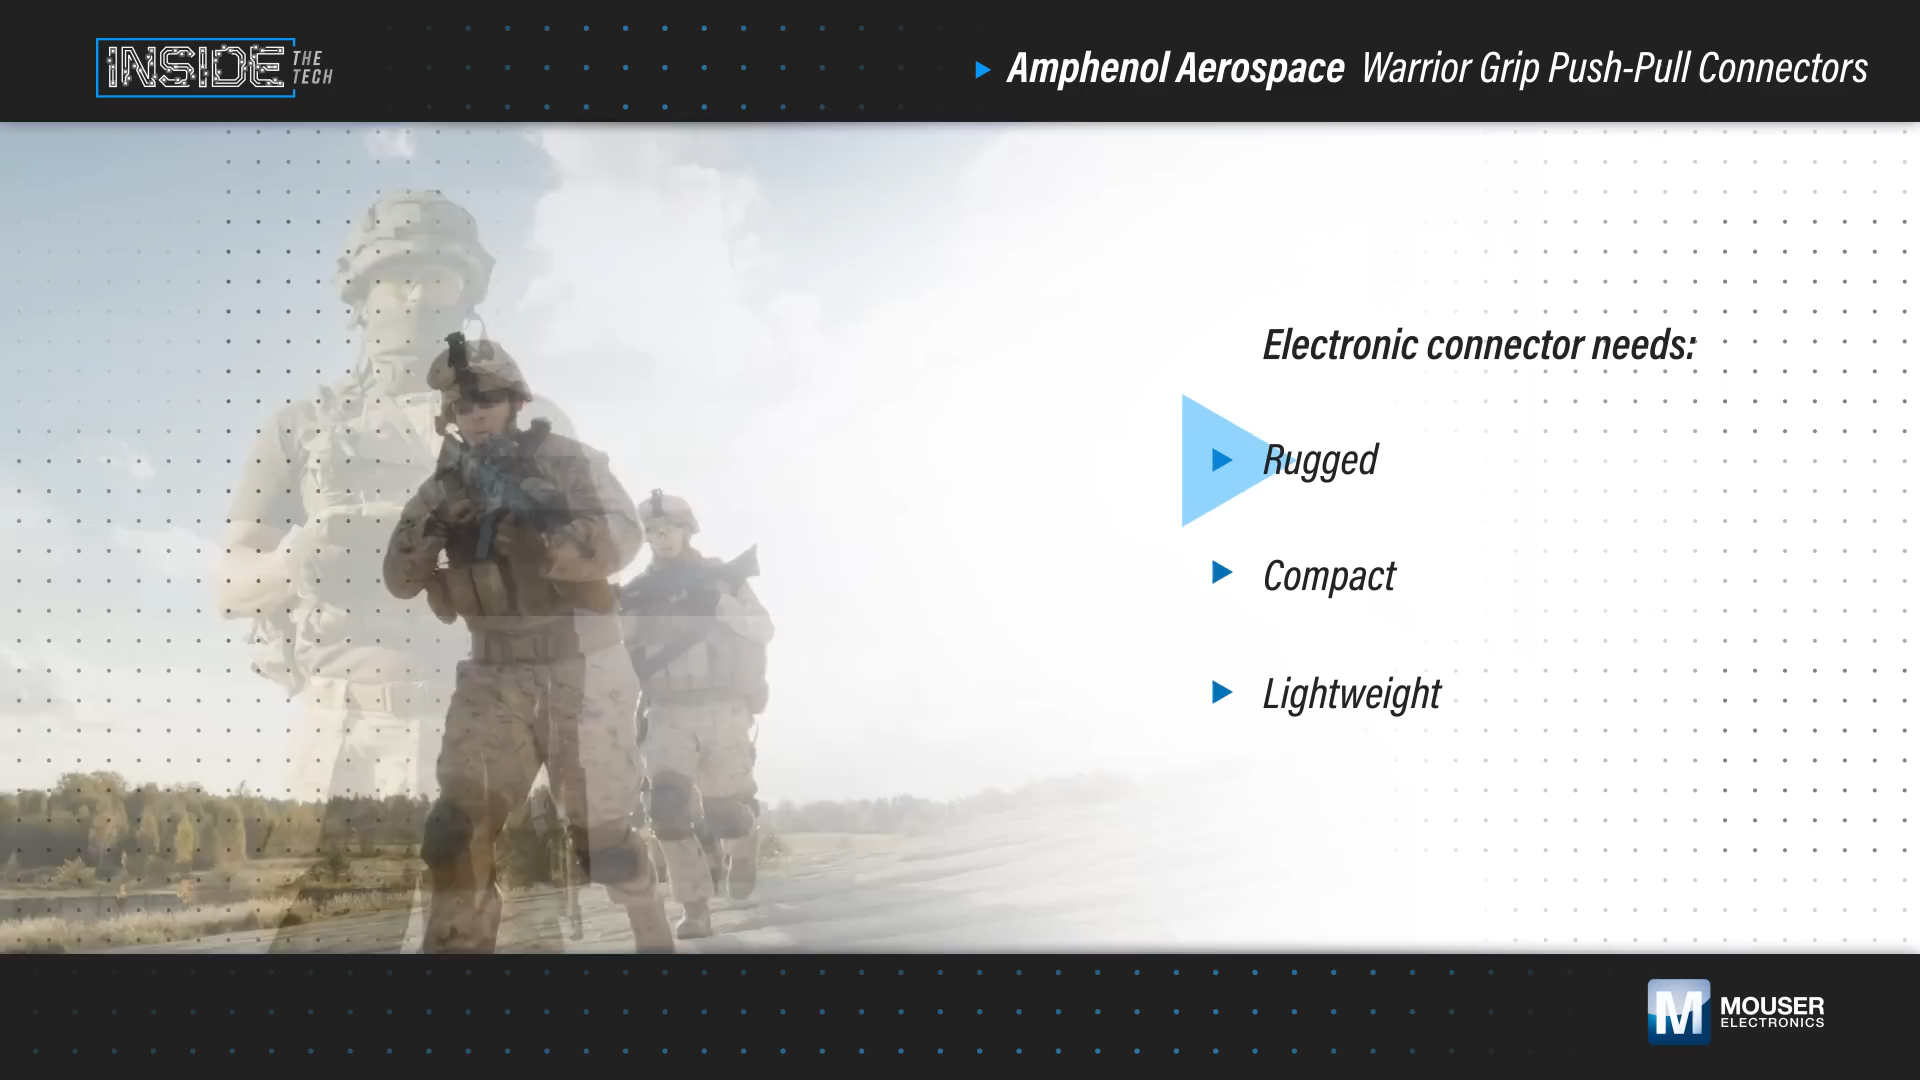 INSIDE THE TECH
Amphenol Aerospace Warrior Grip Push-Pull Connectors
Electronic connector needs:
Rugged
Compact
Lightweight
M MOUSER
ELECTRONICS